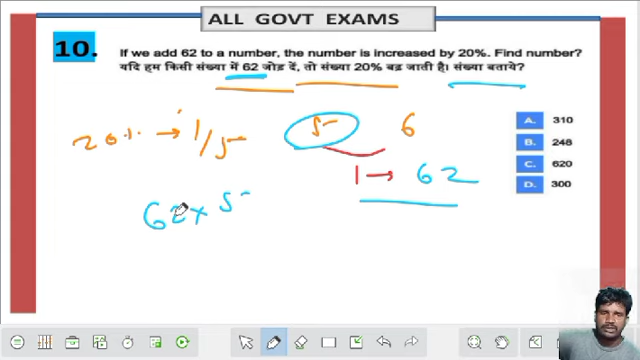 ALL GOVT EXAMS
10.
If we add 62 to a number, the number is increased by 20%. Find number?
यदि हम किसी संख्या में 62 जोड़ दें, तो संख्या 20% बढ़ जाती है। संख्या बताये?
A. 310
B. 248
C. 620
D. 300
20% → 1/5 5 6
1 → 62
62 x 5